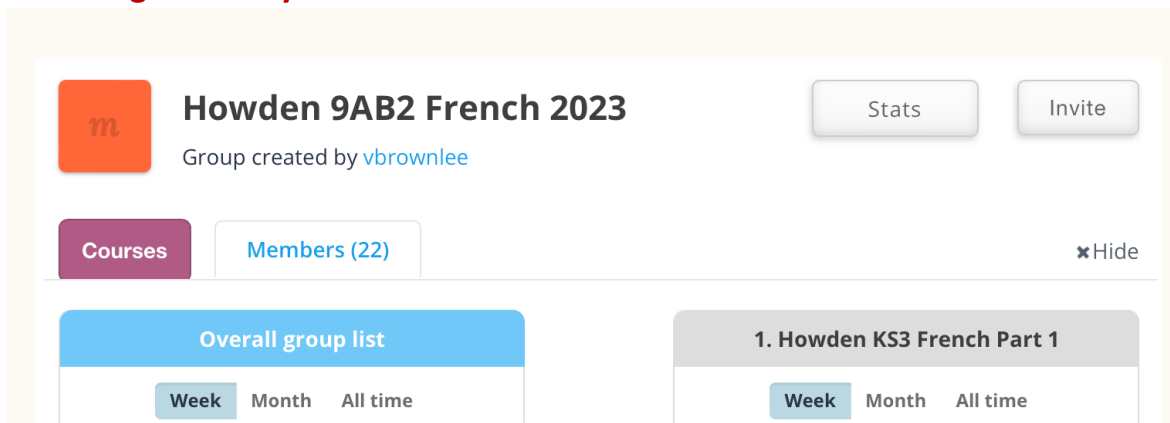 m
Howden 9AB2 French 2023
Stats
Invite
Group created by vbrownlee
Courses
Members (22)
✖Hide
Overall group list
1. Howden KS3 French Part 1
Week Month All time
Week Month All time